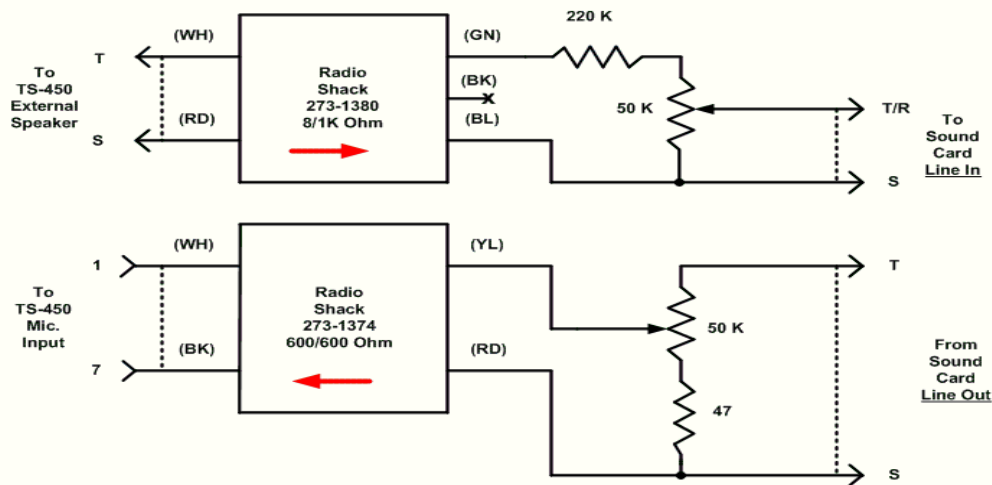 220 K
(WH)
(GN)
T
To
TS-450
External
Speaker
Radio
Shack
273-1380
8/1K Ohm
(BK)
x
50 K
T/R
To
Sound
Card
Line In
(RD)
(BL)
S
S
(WH)
(YL)
1
T
To
TS-450
Mic.
Input
Radio
Shack
273-1374
600/600 Ohm
50 K
(BK)
(RD)
7
From
Sound
Card
Line Out
47
S